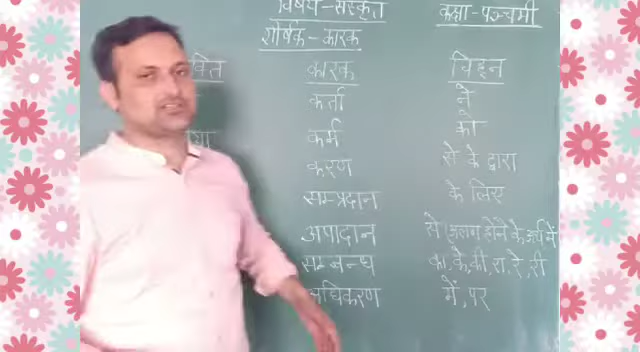 विषय-संस्कृत कक्षा-पञ्चमी
शीर्षक-कारक
क्ति कारक चिह्न
कर्ता ने
कर्म को
करण से के द्वारा
सम्प्रदान के लिए
अपादान से (अलग होने के अर्थ में
सम्बन्ध का, के, की, रा, रे, री
अधिकरण में, पर